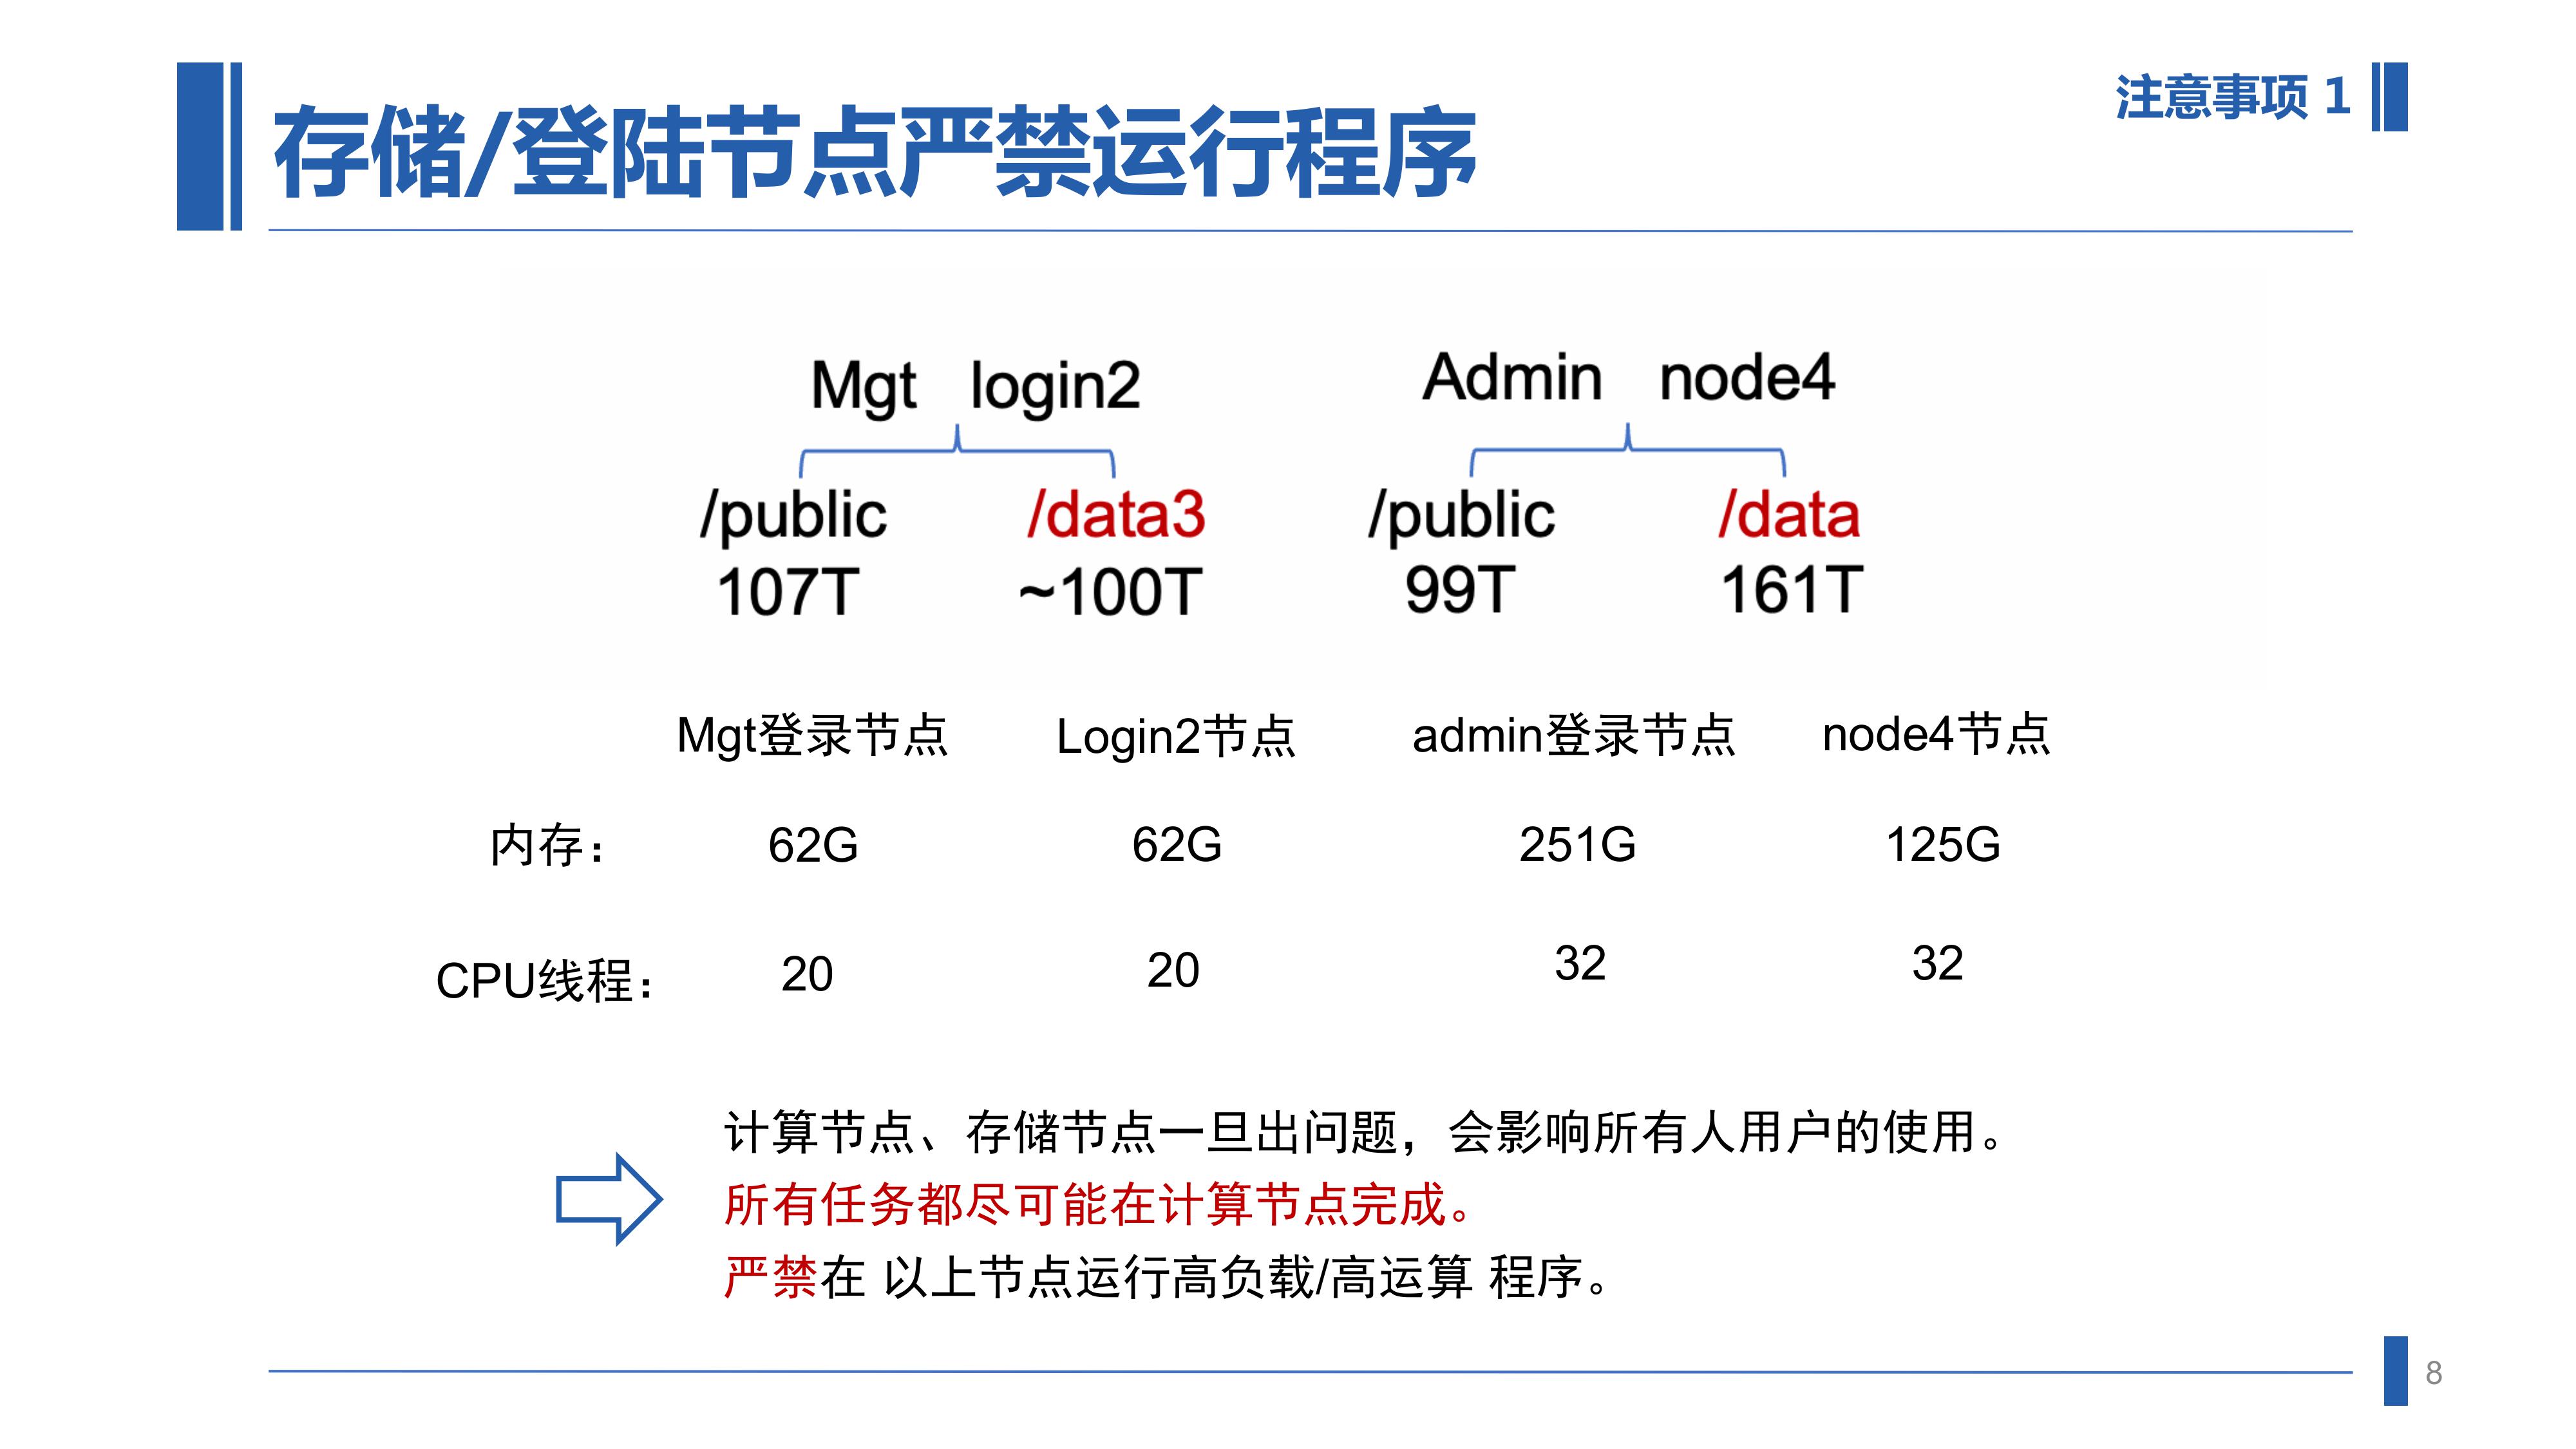 注意事项 1
存储/登陆节点严禁运行程序
Mgt login2 Admin node4
/public /data3 /public /data
107T ~100T 99T 161T
Mgt登录节点 Login2节点 admin登录节点 node4节点
内存： 62G 62G 251G 125G
CPU线程： 20 20 32 32
计算节点、存储节点一旦出问题，会影响所有人用户的使用。
所有任务都尽可能在计算节点完成。
严禁在 以上节点运行高负载/高运算 程序。
8